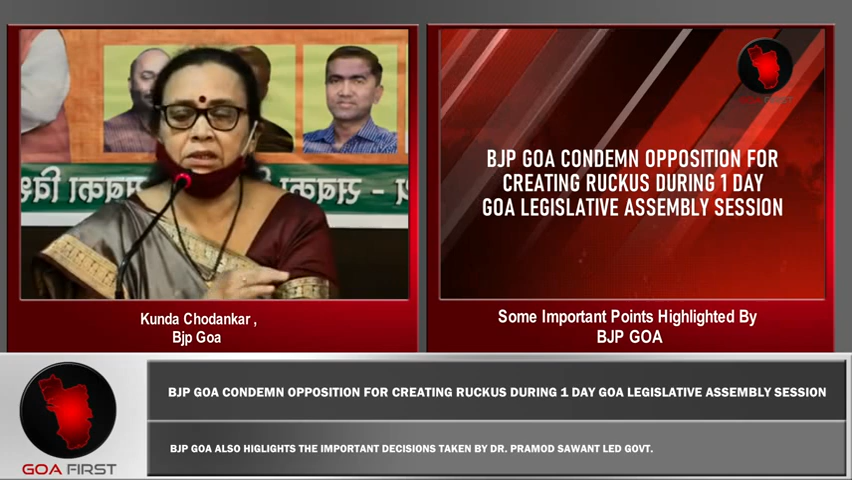 BJP GOA CONDEMN OPPOSITION FOR
CREATING RUCKUS DURING 1 DAY
GOA LEGISLATIVE ASSEMBLY SESSION
GOA FIRST
Kunda Chodankar ,
Bjp Goa
Some Important Points Highlighted By
BJP GOA
BJP GOA CONDEMN OPPOSITION FOR CREATING RUCKUS DURING 1 DAY GOA LEGISLATIVE ASSEMBLY SESSION
BJP GOA ALSO HIGLIGHTS THE IMPORTANT DECISIONS TAKEN BY DR. PRAMOD SAWANT LED GOVT.
GOA FIRST